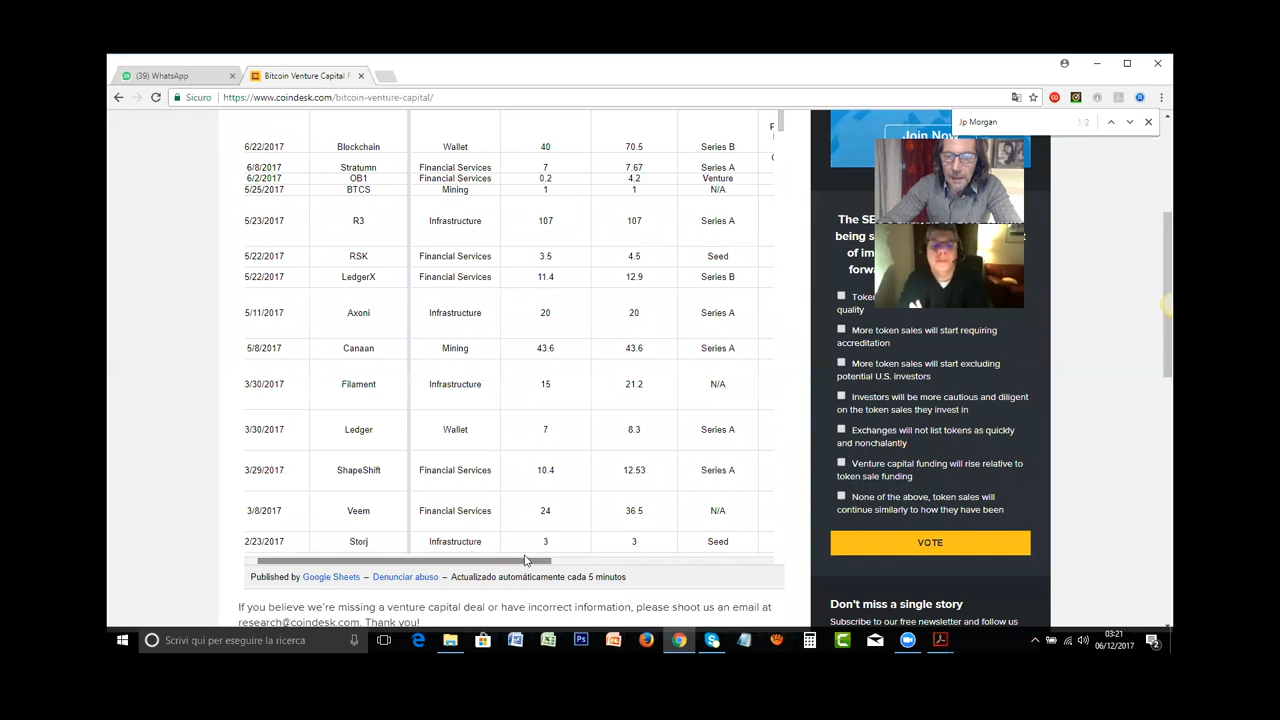 (39) WhatsApp
Bitcoin Venture Capital F
Sicuro
https://www.coindesk.com/bitcoin-venture-capital/
Jp Morgan
1/2
Join Now
6/22/2017 Blockchain Wallet 40 70.5 Series B
6/8/2017 Stratumn Financial Services 7 7.67 Series A
6/2/2017 OB1 Financial Services 0.2 4.2 Venture
5/25/2017 BTCS Mining 1 1 N/A
5/23/2017 R3 Infrastructure 107 107 Series A
5/22/2017 RSK Financial Services 3.5 4.5 Seed
5/22/2017 LedgerX Financial Services 11.4 12.9 Series B
5/11/2017 Axoni Infrastructure 20 20 Series A
5/8/2017 Canaan Mining 43.6 43.6 Series A
3/30/2017 Filament Infrastructure 15 21.2 N/A
3/30/2017 Ledger Wallet 7 8.3 Series A
3/29/2017 ShapeShift Financial Services 10.4 12.53 Series A
3/8/2017 Veem Financial Services 24 36.5 N/A
2/23/2017 Storj Infrastructure 3 3 Seed
Published by Google Sheets – Denunciar abuso – Actualizado automáticamente cada 5 minutos
If you believe we're missing a venture capital deal or have incorrect information, please shoot us an email at
research@coindesk.com. Thank you!
The SE
being s
of im
forw
Toke
quality
More token sales will start requiring
accreditation
More token sales will start excluding
potential U.S. investors
Investors will be more cautious and diligent
on the token sales they invest in
Exchanges will not list tokens as quickly
and nonchalantly
Venture capital funding will rise relative to
token sale funding
None of the above, token sales will
continue similarly to how they have been
VOTE
Don't miss a single story
Subscribe to our free newsletter and follow us
Scrivi qui per eseguire la ricerca
03:21
06/12/2017